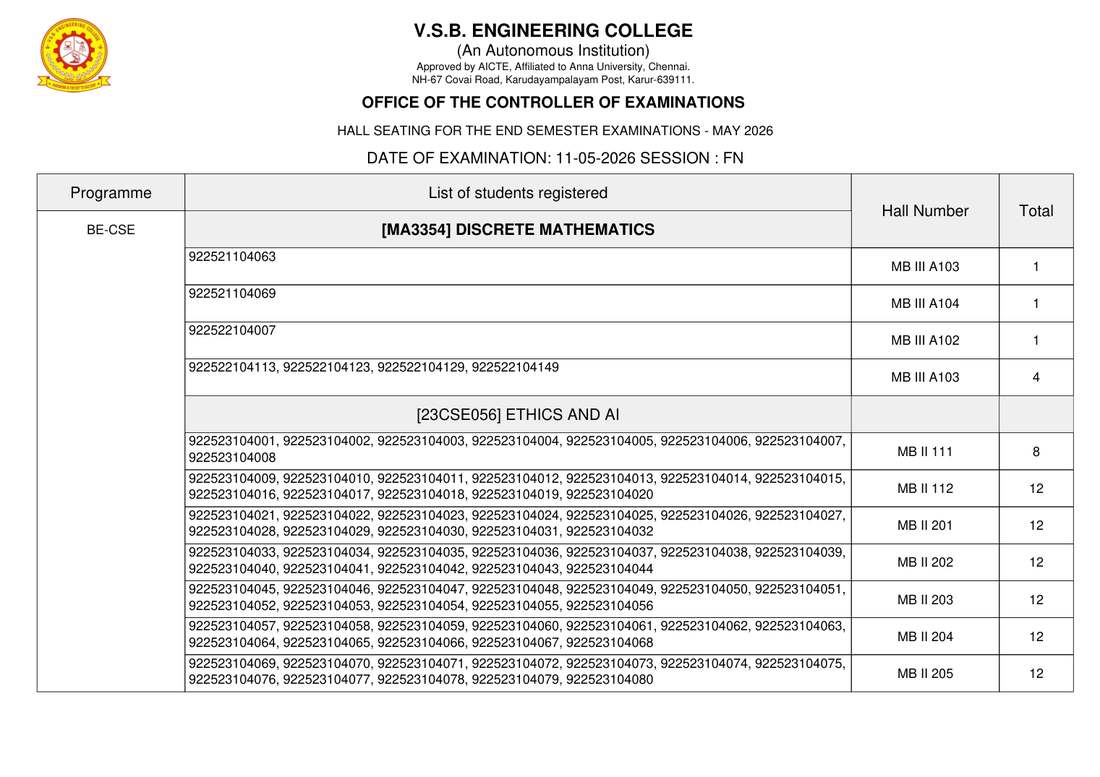 V.S.B. ENGINEERING COLLEGE
(An Autonomous Institution)
Approved by AICTE, Affiliated to Anna University, Chennai.
NH-67 Covai Road, Karudayampalayam Post, Karur-639111.
OFFICE OF THE CONTROLLER OF EXAMINATIONS
HALL SEATING FOR THE END SEMESTER EXAMINATIONS - MAY 2026
DATE OF EXAMINATION: 11-05-2026 SESSION : FN
Programme List of students registered Hall Number Total
BE-CSE [MA3354] DISCRETE MATHEMATICS
922521104063 MB III A103 1
922521104069 MB III A104 1
922522104007 MB III A102 1
922522104113, 922522104123, 922522104129, 922522104149 MB III A103 4
[23CSE056] ETHICS AND AI
922523104001, 922523104002, 922523104003, 922523104004, 922523104005, 922523104006, 922523104007,
922523104008 MB II 111 8
922523104009, 922523104010, 922523104011, 922523104012, 922523104013, 922523104014, 922523104015,
922523104016, 922523104017, 922523104018, 922523104019, 922523104020 MB II 112 12
922523104021, 922523104022, 922523104023, 922523104024, 922523104025, 922523104026, 922523104027,
922523104028, 922523104029, 922523104030, 922523104031, 922523104032 MB II 201 12
922523104033, 922523104034, 922523104035, 922523104036, 922523104037, 922523104038, 922523104039,
922523104040, 922523104041, 922523104042, 922523104043, 922523104044 MB II 202 12
922523104045, 922523104046, 922523104047, 922523104048, 922523104049, 922523104050, 922523104051,
922523104052, 922523104053, 922523104054, 922523104055, 922523104056 MB II 203 12
922523104057, 922523104058, 922523104059, 922523104060, 922523104061, 922523104062, 922523104063,
922523104064, 922523104065, 922523104066, 922523104067, 922523104068 MB II 204 12
922523104069, 922523104070, 922523104071, 922523104072, 922523104073, 922523104074, 922523104075,
922523104076, 922523104077, 922523104078, 922523104079, 922523104080 MB II 205 12